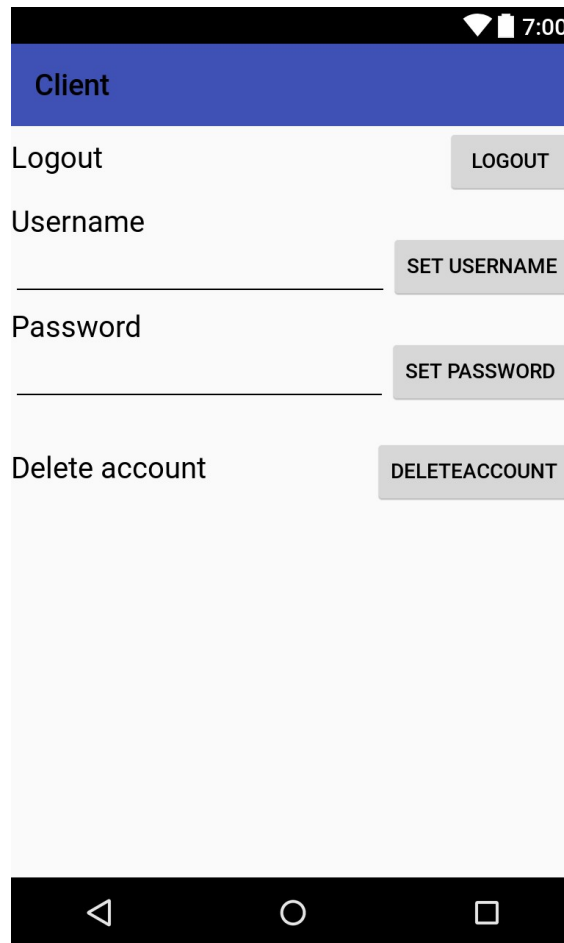 7:00
Client
Logout LOGOUT
Username
SET USERNAME
Password
SET PASSWORD
Delete account DELETEACCOUNT